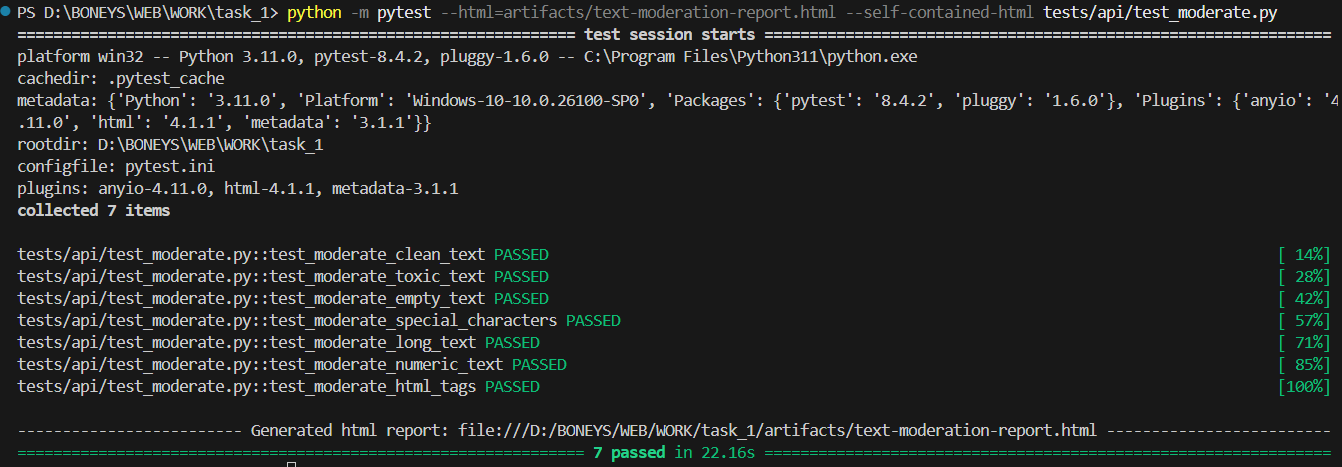 PS D:\BONEYS\WEB\WORK\task_1> python -m pytest --html=artifacts/text-moderation-report.html --self-contained-html tests/api/test_moderate.py
============================================================== test session starts ===============================================================
platform win32 -- Python 3.11.0, pytest-8.4.2, pluggy-1.6.0 -- C:\Program Files\Python311\python.exe
cachedir: .pytest_cache
metadata: {'Python': '3.11.0', 'Platform': 'Windows-10-10.0.26100-SP0', 'Packages': {'pytest': '8.4.2', 'pluggy': '1.6.0'}, 'Plugins': {'anyio': '4
.11.0', 'html': '4.1.1', 'metadata': '3.1.1'}}
rootdir: D:\BONEYS\WEB\WORK\task_1
configfile: pytest.ini
plugins: anyio-4.11.0, html-4.1.1, metadata-3.1.1
collected 7 items
tests/api/test_moderate.py::test_moderate_clean_text PASSED [ 14%]
tests/api/test_moderate.py::test_moderate_toxic_text PASSED [ 28%]
tests/api/test_moderate.py::test_moderate_empty_text PASSED [ 42%]
tests/api/test_moderate.py::test_moderate_special_characters PASSED [ 57%]
tests/api/test_moderate.py::test_moderate_long_text PASSED [ 71%]
tests/api/test_moderate.py::test_moderate_numeric_text PASSED [ 85%]
tests/api/test_moderate.py::test_moderate_html_tags PASSED [100%]
------------------------- Generated html report: file:///D:/BONEYS/WEB/WORK/task_1/artifacts/text-moderation-report.html -------------------------
=============================================================== 7 passed in 22.16s ===============================================================